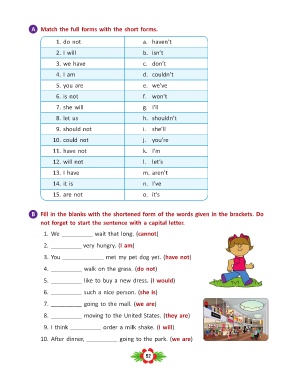 A Match the full forms with the short forms.
1. do not a. haven't
2. I will b. isn't
3. we have c. don't
4. I am d. couldn't
5. you are e. we've
6. is not f. won't
7. she will g. I'll
8. let us h. shouldn't
9. should not i. she'll
10. could not j. you're
11. have not k. I'm
12. will not l. let's
13. I have m. aren't
14. it is n. I've
15. are not o. it's
B Fill in the blanks with the shortened form of the words given in the brackets. Do
not forget to start the sentence with a capital letter.
1. We __________ wait that long. (cannot)
2. __________ very hungry. (I am)
3. You __________ met my pet dog yet. (have not)
4. __________ walk on the grass. (do not)
5. __________ like to buy a new dress. (I would)
6. __________ such a nice person. (she is)
7. __________ going to the mall. (we are)
8. __________ moving to the United States. (they are)
9. I think __________ order a milk shake. (I will)
10. After dinner, __________ going to the park. (we are)
52